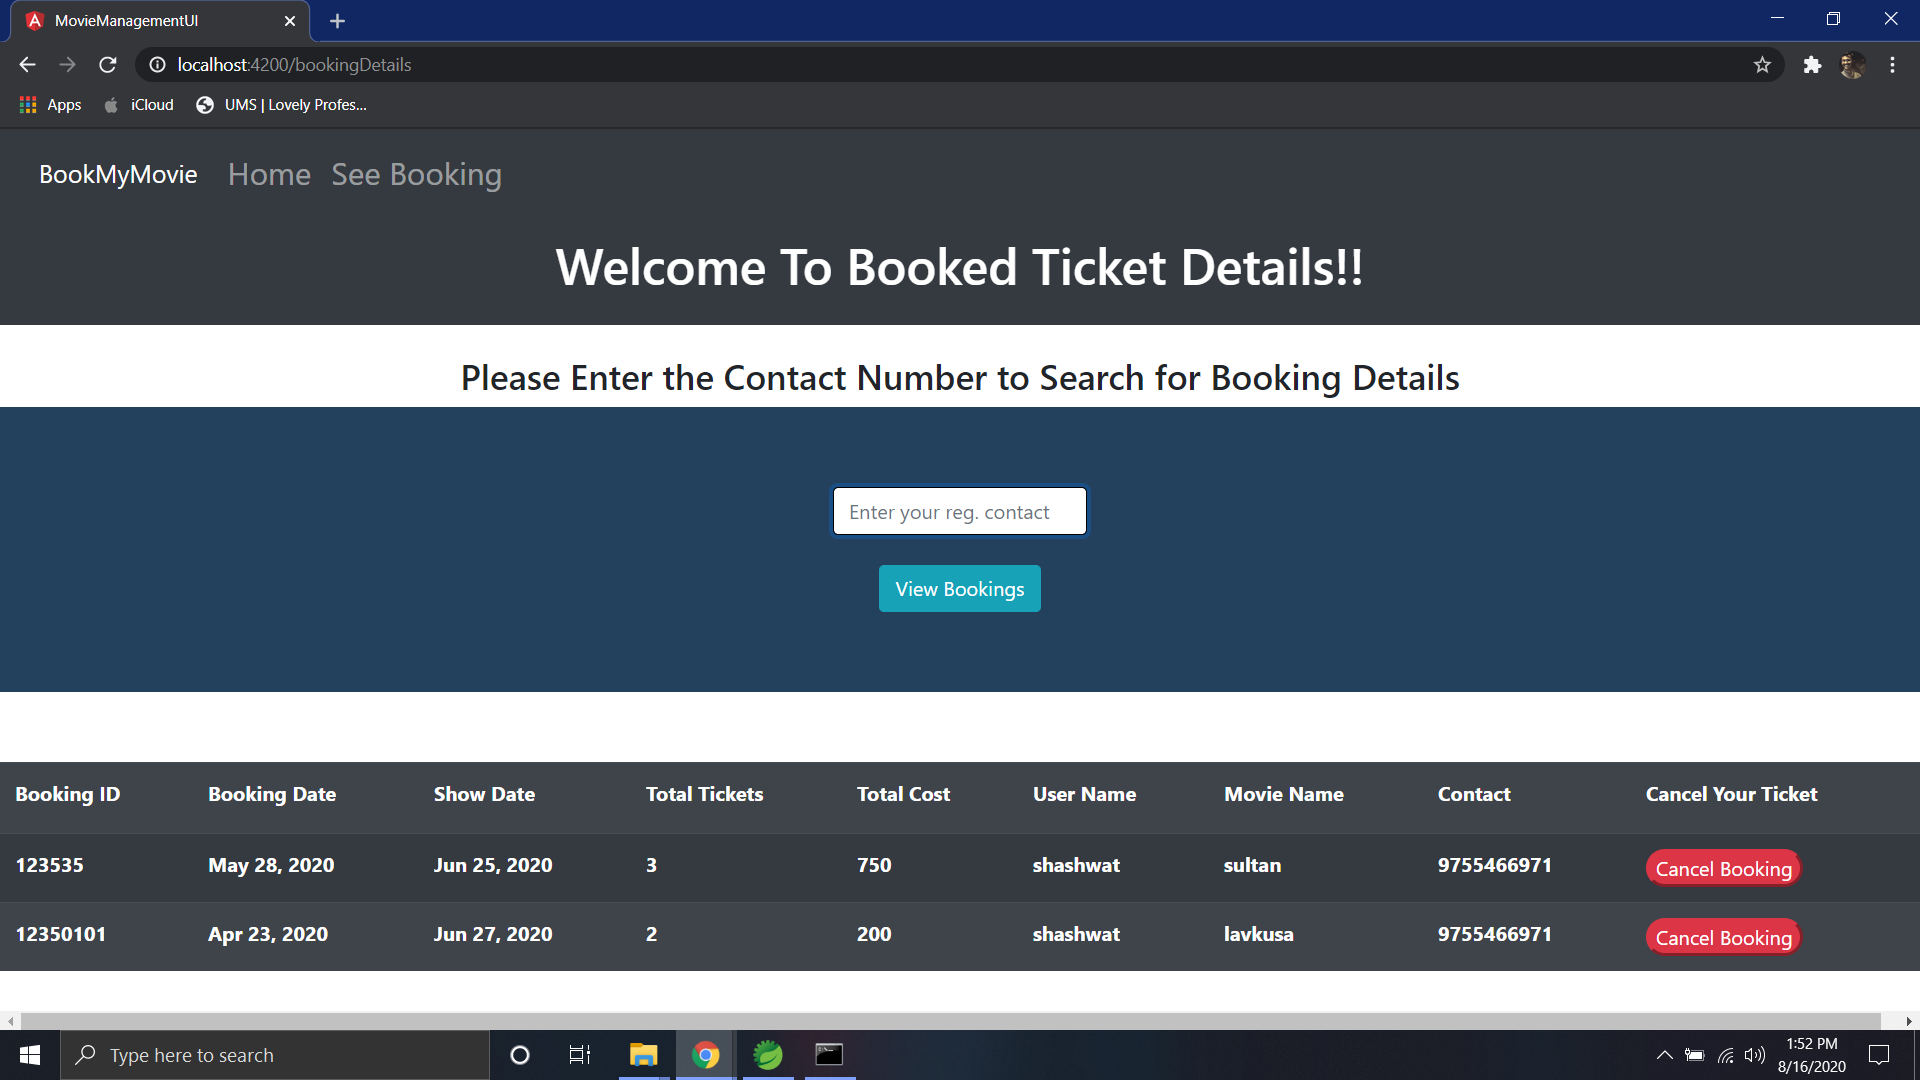 MovieManagementUI
localhost:4200/bookingDetails
Apps iCloud UMS | Lovely Profes...
BookMyMovie Home See Booking
Welcome To Booked Ticket Details!!
Please Enter the Contact Number to Search for Booking Details
Enter your reg. contact
View Bookings
Booking ID Booking Date Show Date Total Tickets Total Cost User Name Movie Name Contact Cancel Your Ticket
123535 May 28, 2020 Jun 25, 2020 3 750 shashwat sultan 9755466971 Cancel Booking
12350101 Apr 23, 2020 Jun 27, 2020 2 200 shashwat lavkusa 9755466971 Cancel Booking
Type here to search
1:52 PM
8/16/2020